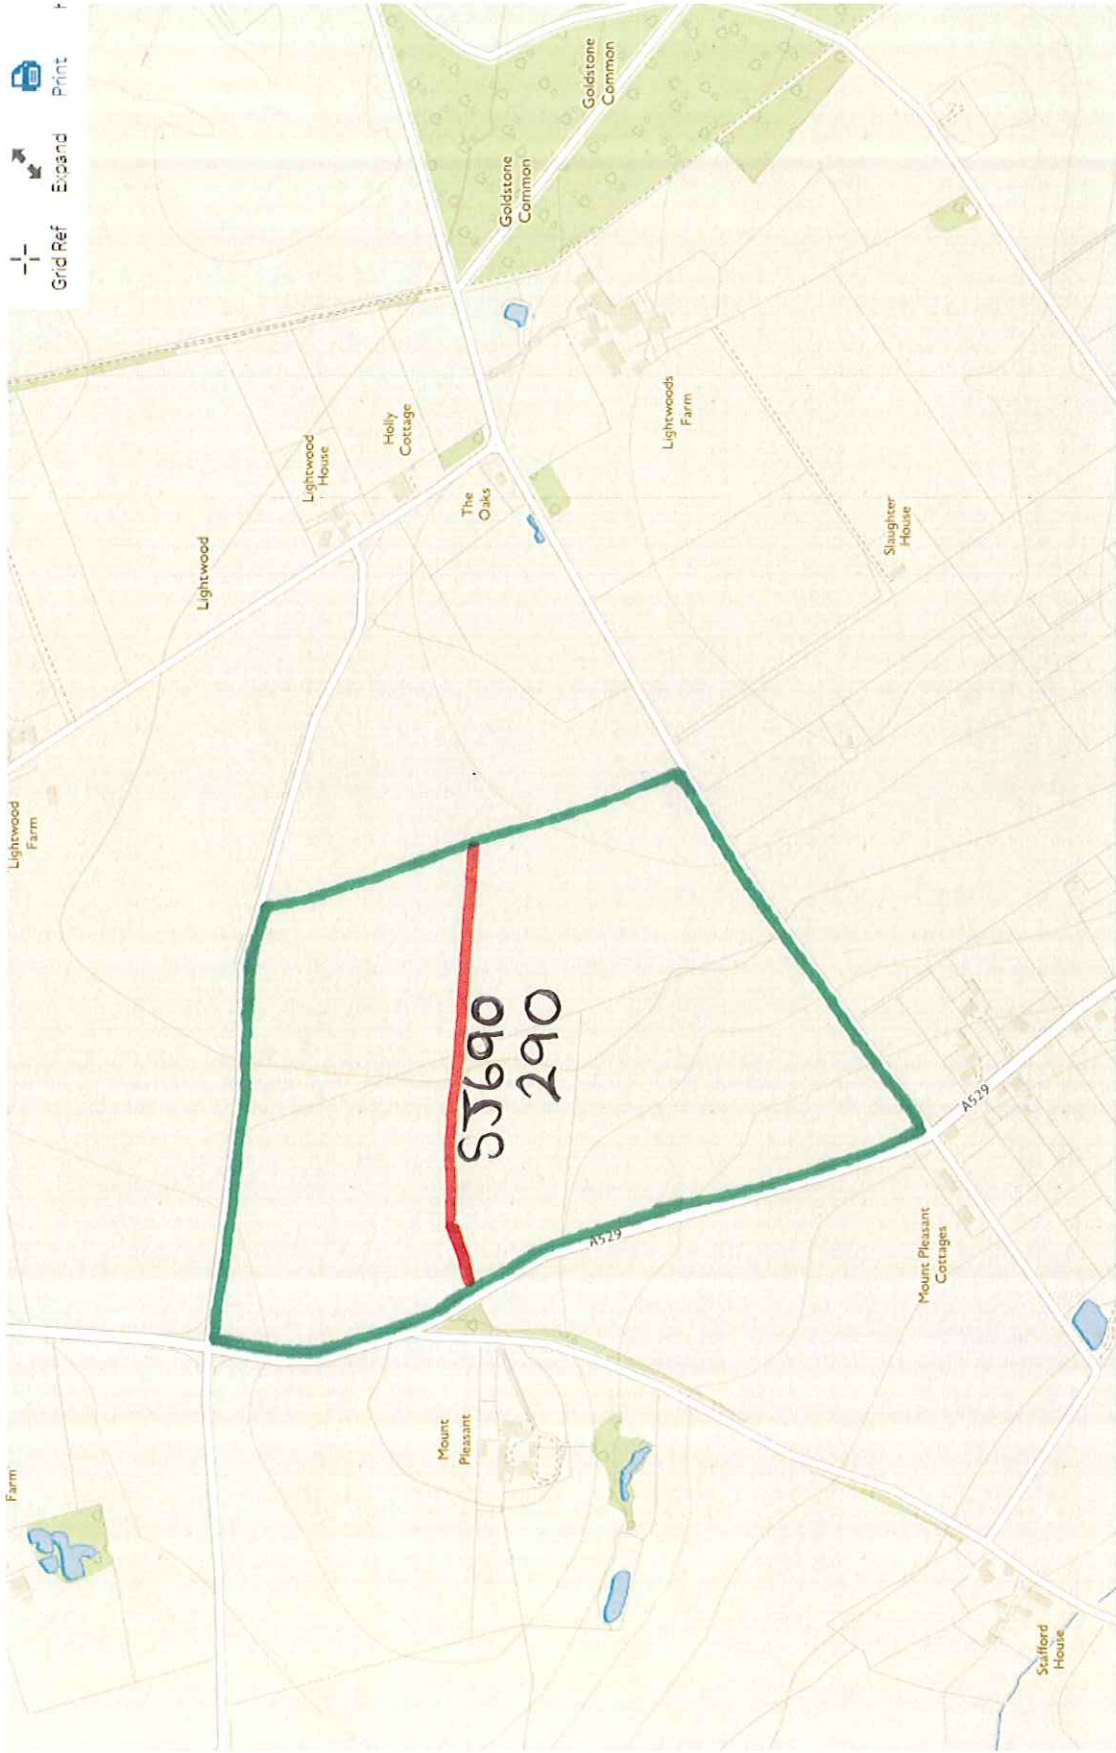 Farm
Lightwood
Farm
Grid Ref Expand Print
Lightwood
Lightwood
House
Holly
Cottage
Mount
Pleasant
The
Oaks
SJ690
290
Goldstone
Common
Goldstone
Common
A529
Lightwoods
Farm
Slaughter
House
Mount Pleasant
Cottages
A529
Stafford
House